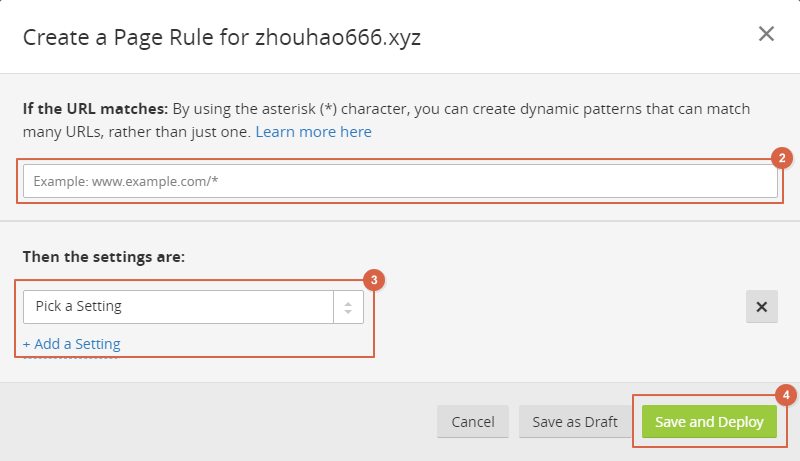 Create a Page Rule for zhouhao666.xyz
If the URL matches: By using the asterisk (*) character, you can create dynamic patterns that can match
many URLs, rather than just one. Learn more here
2
Example: www.example.com/*
Then the settings are:
3
Pick a Setting
+ Add a Setting
4
Cancel
Save as Draft
Save and Deploy